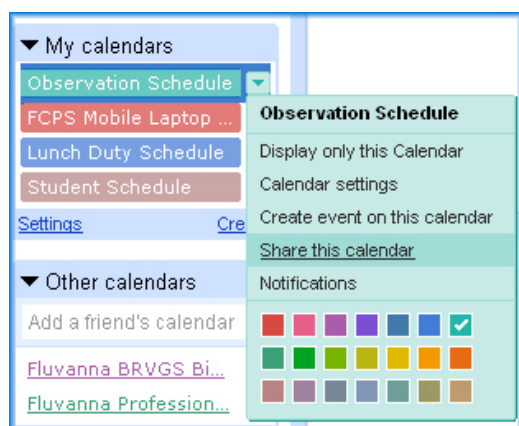 My calendars
Observation Schedule
FCPS Mobile Laptop ...
Lunch Duty Schedule
Student Schedule
Settings Cre
Other calendars
Add a friend's calendar
Fluvanna BRVGS Bi...
Fluvanna Profession...
Observation Schedule
Display only this Calendar
Calendar settings
Create event on this calendar
Share this calendar
Notifications